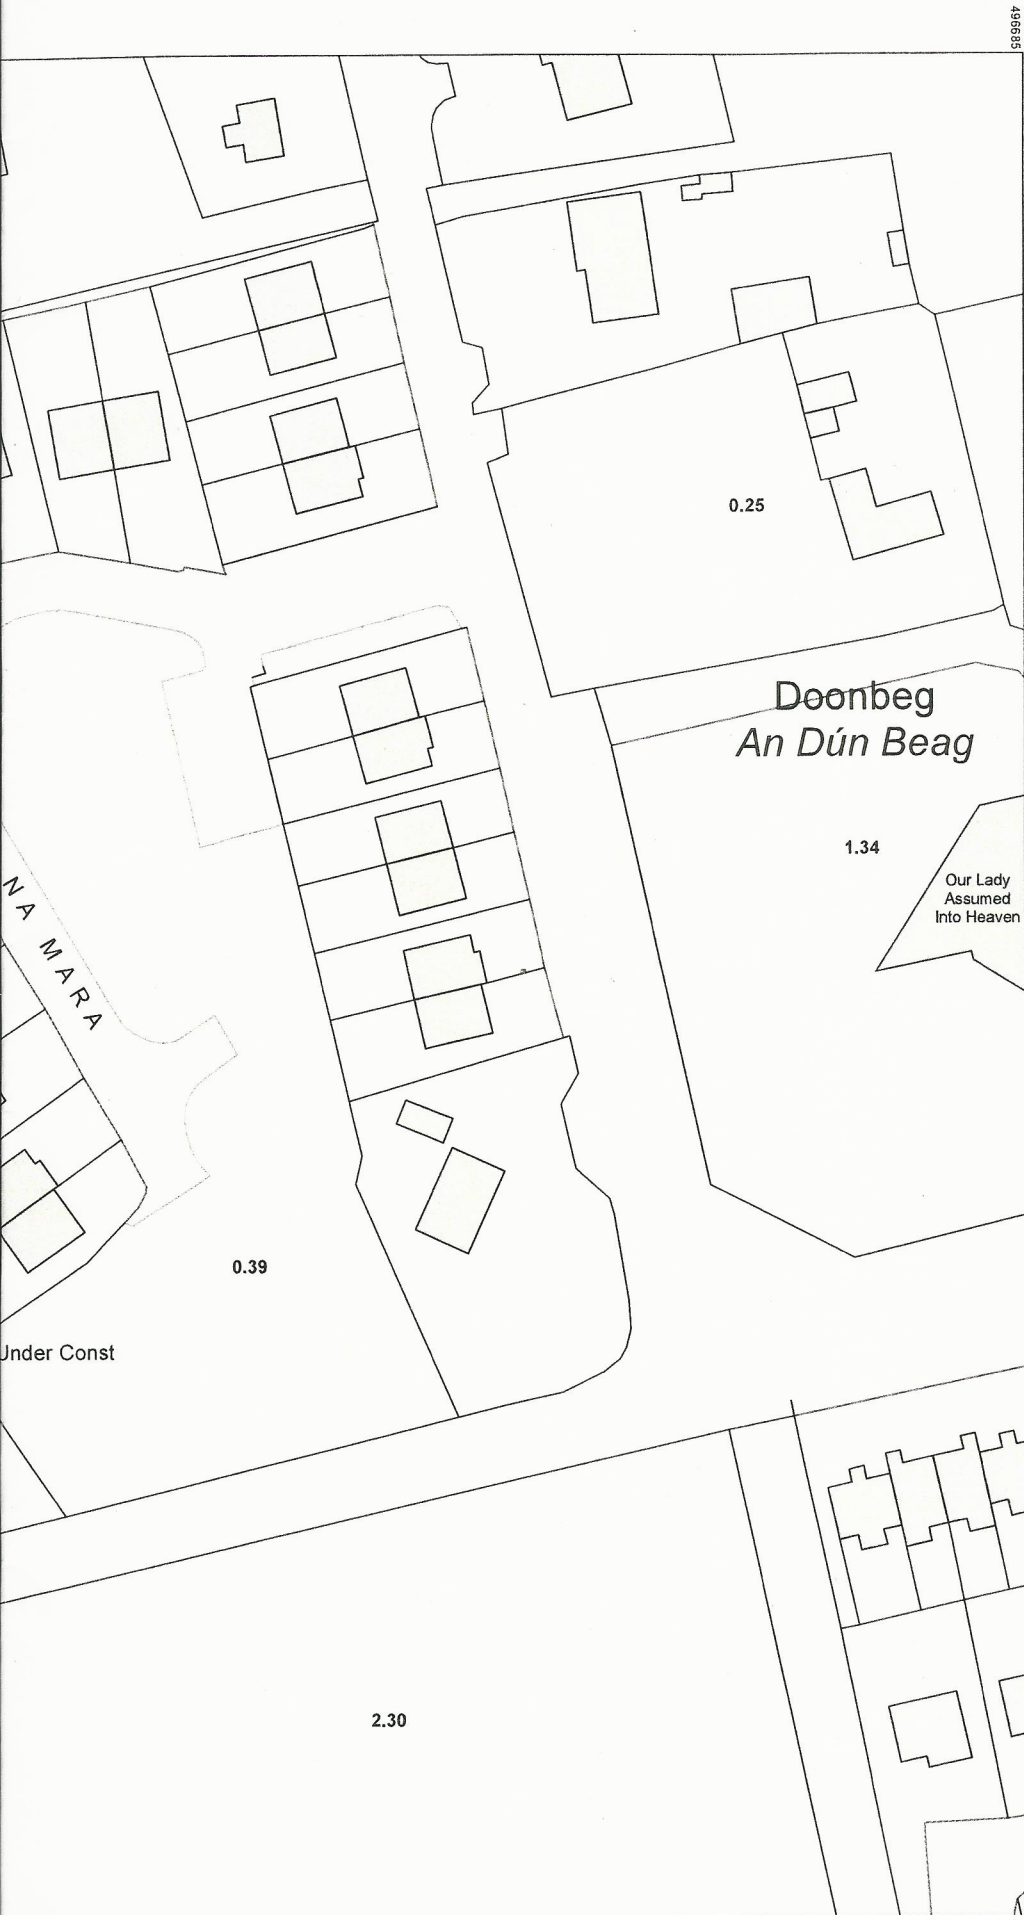 496685
0.25
Doonbeg
An Dún Beag
1.34
Our Lady
Assumed
Into Heaven
NA MARA
0.39
Under Const
2.30